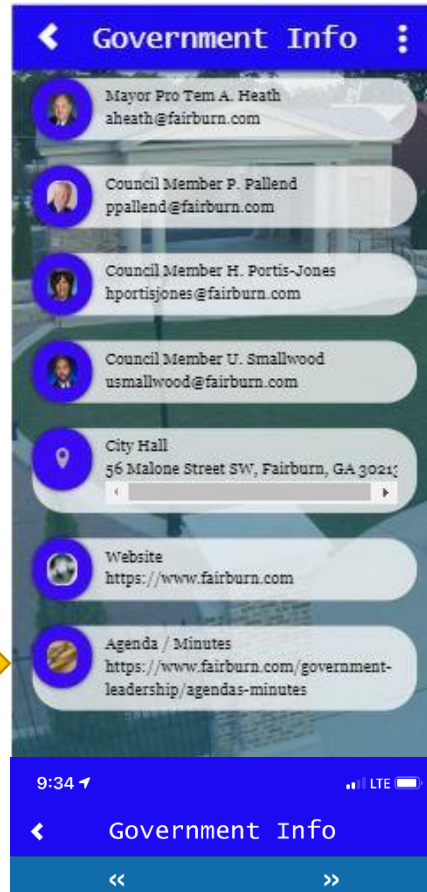 Government Info
Mayor Pro Tem A. Heath
aheath@fairburn.com
Council Member P. Pallend
ppallend@fairburn.com
Council Member H. Portis-Jones
hportisjones@fairburn.com
Council Member U. Smallwood
usmallwood@fairburn.com
City Hall
56 Malone Street SW, Fairburn, GA 30213
Website
https://www.fairburn.com
Agenda / Minutes
https://www.fairburn.com/government-
leadership/agendas-minutes
9:34 LTE
Government Info
« »